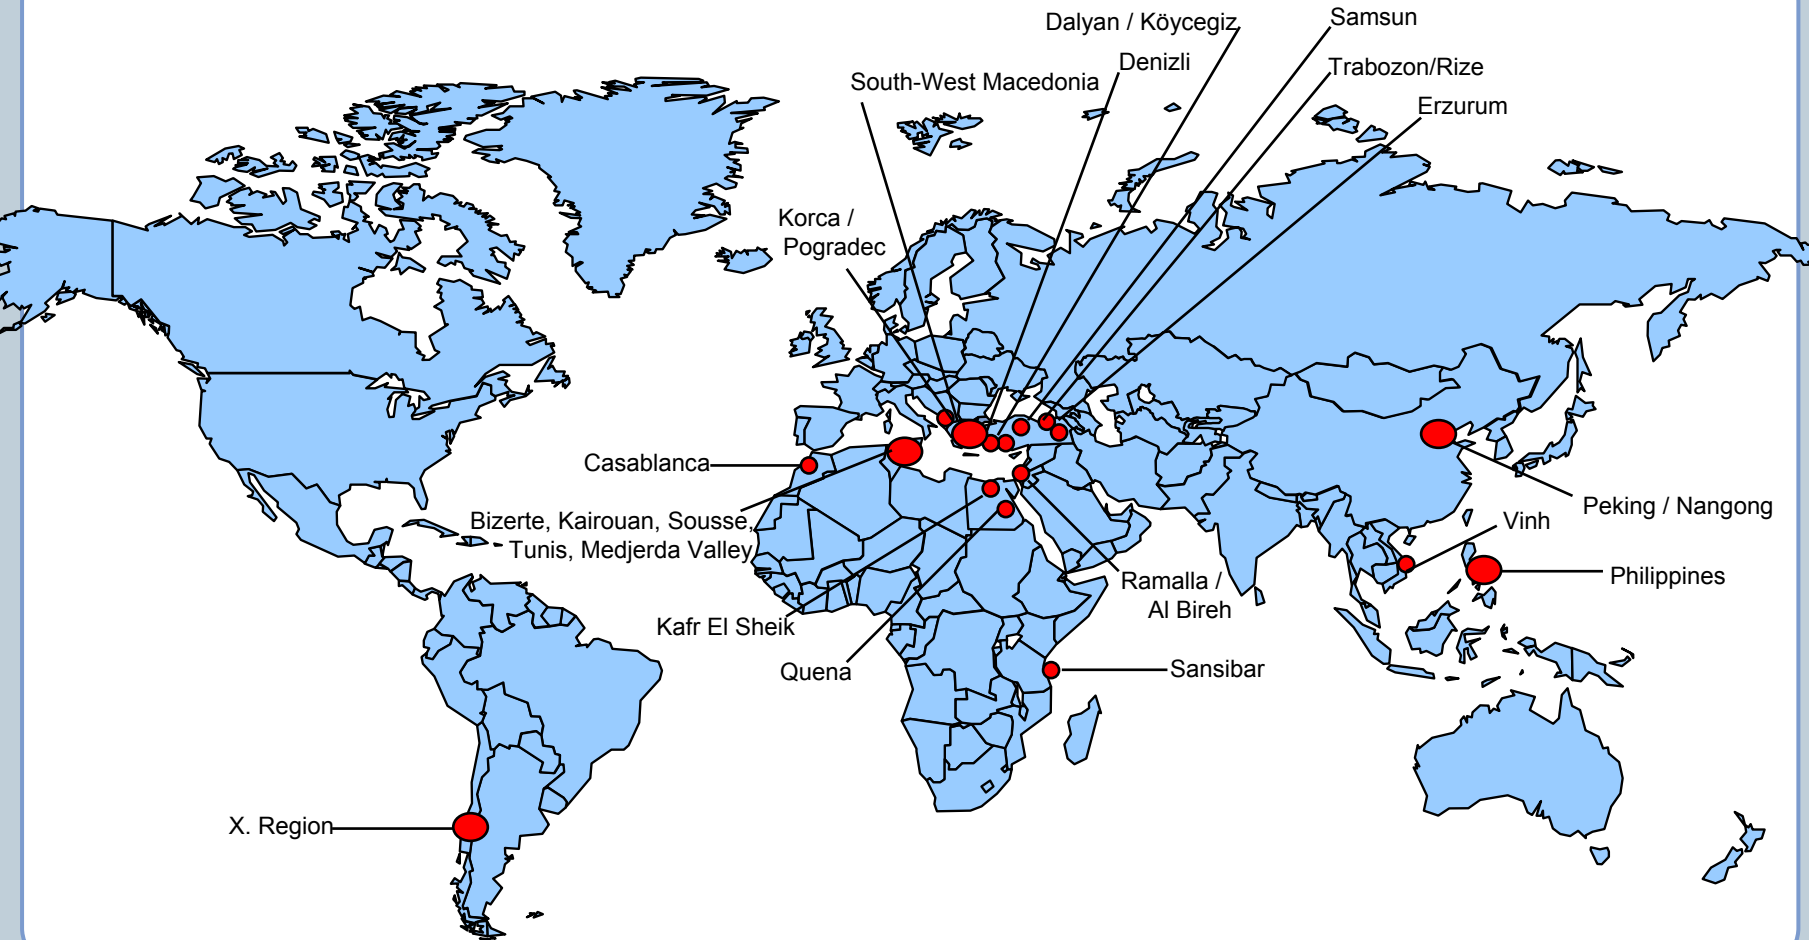 Dalyan / Köycegiz
Samsun
Denizli
Trabozon/Rize
South-West Macedonia
Erzurum
Korca /
Pogradec
Casablanca
Bizerte, Kairouan, Sousse,
Tunis, Medjerda Valley
Peking / Nangong
Vinh
Philippines
Ramalla /
Al Bireh
Kafr El Sheik
Quena
Sansibar
X. Region